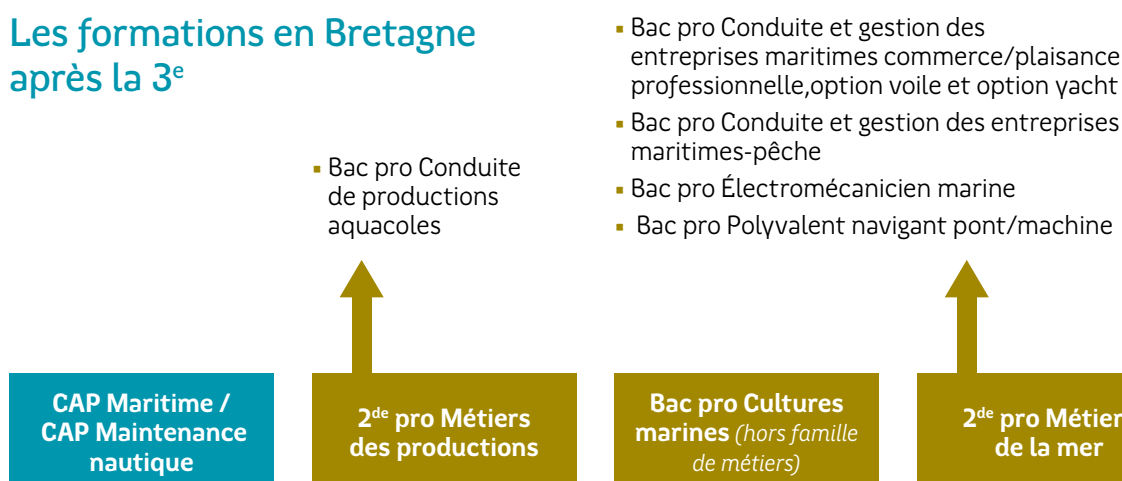 Les formations en Bretagne
après la 3e
▪ Bac pro Conduite
de productions
aquacoles
▪ Bac pro Conduite et gestion des
entreprises maritimes commerce/plaisance
professionnelle,option voile et option yacht
▪ Bac pro Conduite et gestion des entreprises
maritimes-pêche
▪ Bac pro Électromécanicien marine
▪ Bac pro Polyvalent navigant pont/machine
CAP Maritime /
CAP Maintenance
nautique
2de pro Métiers
des productions
Bac pro Cultures
marines (hors famille
de métiers)
2de pro Métier
de la mer